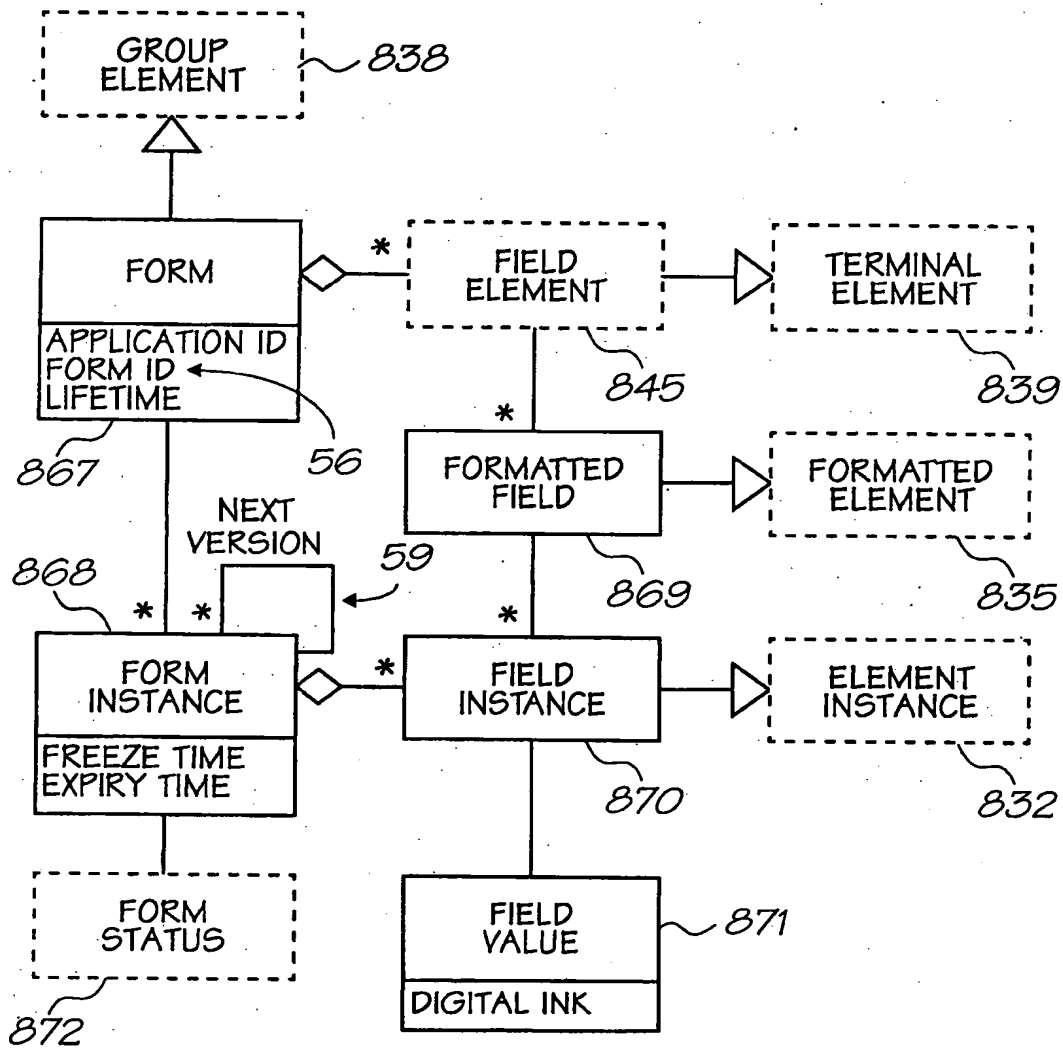 GROUP
ELEMENT
838
FORM
APPLICATION ID
FORM ID
LIFETIME
867
56
*
FIELD
ELEMENT
845
TERMINAL
ELEMENT
839
*
FORMATTED
FIELD
869
FORMATTED
ELEMENT
835
NEXT
VERSION
59
868
*
*
FORM
INSTANCE
FREEZE TIME
EXPIRY TIME
*
*
FIELD
INSTANCE
870
ELEMENT
INSTANCE
832
FORM
STATUS
872
FIELD
VALUE
DIGITAL INK
871